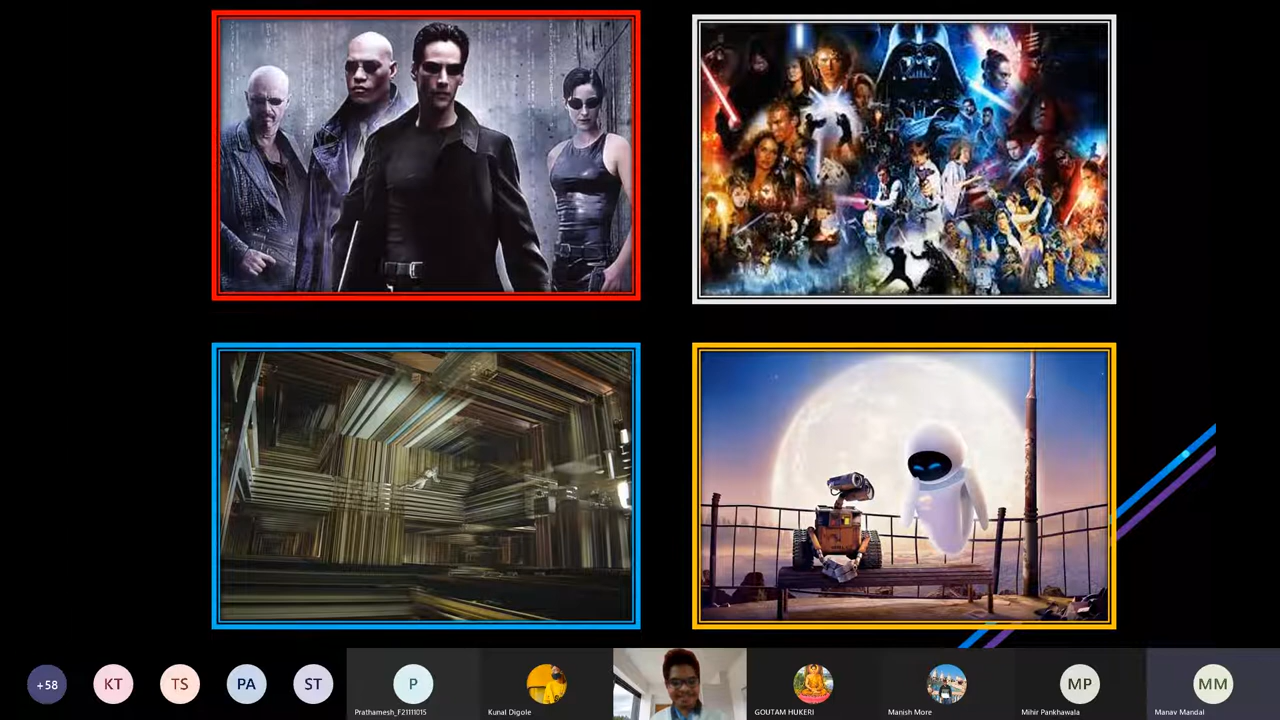 +58
KT
TS
PA
ST
P
MP
MM
Prathamesh_F21111015
Kunal Digole
GOUTAM HUKERI
Manish More
Mihir Pankhawala
Manav Mandal